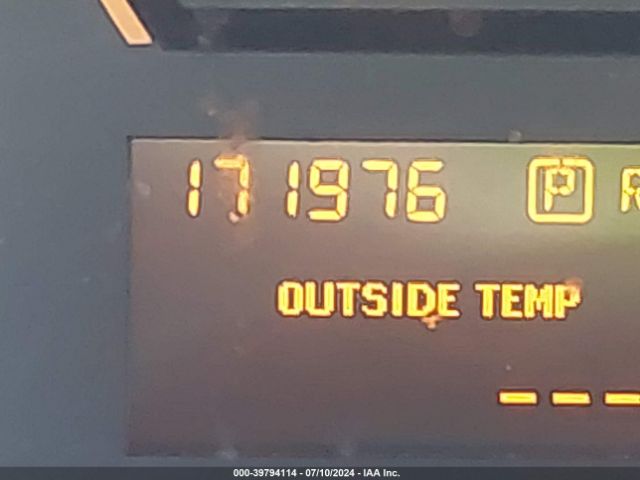 171976 P R
OUTSIDE TEMP
---
000-39794114 - 07/10/2024 - IAA Inc.